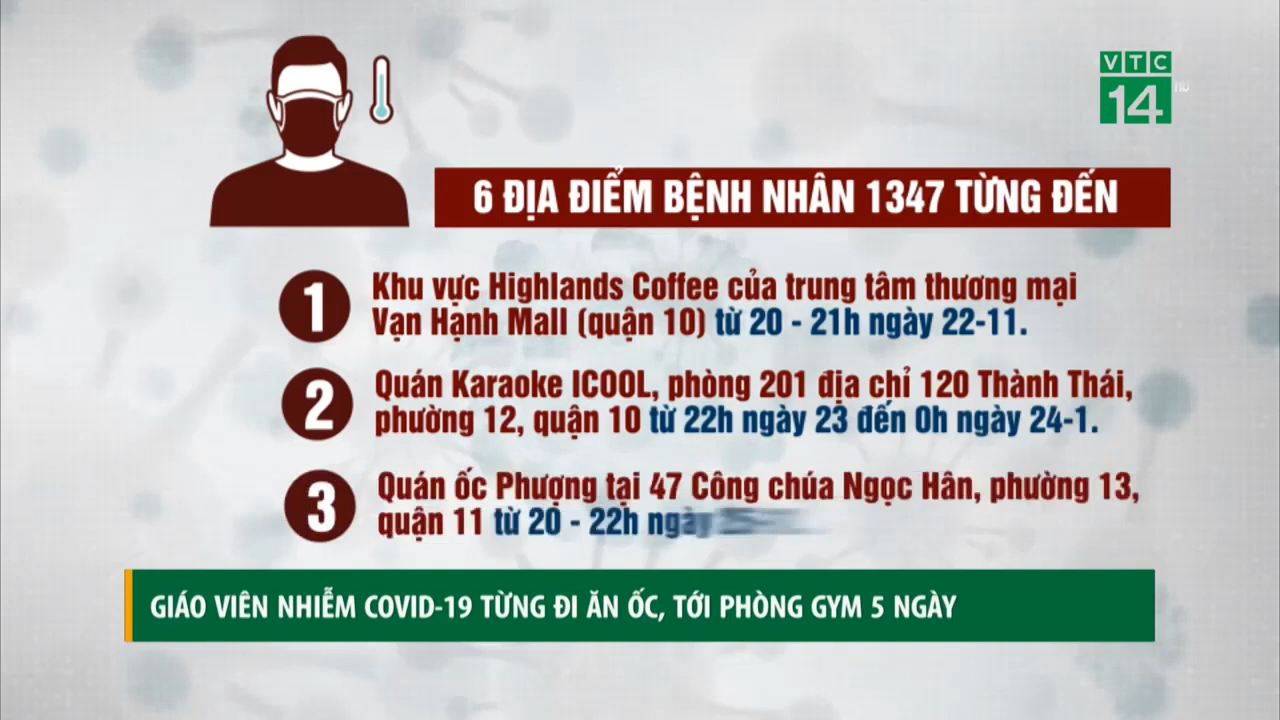 VTC
14
HD
6 ĐỊA ĐIỂM BỆNH NHÂN 1347 TỪNG ĐẾN
1
Khu vực Highlands Coffee của trung tâm thương mại
Vạn Hạnh Mall (quận 10) từ 20 - 21h ngày 22-11.
2
Quán Karaoke ICOOL, phòng 201 địa chỉ 120 Thành Thái,
phường 12, quận 10 từ 22h ngày 23 đến 0h ngày 24-1.
3
Quán ốc Phượng tại 47 Công chúa Ngọc Hân, phường 13,
quận 11 từ 20 - 22h ngày
GIÁO VIÊN NHIỄM COVID-19 TỪNG ĐI ĂN ỐC, TỚI PHÒNG GYM 5 NGÀY